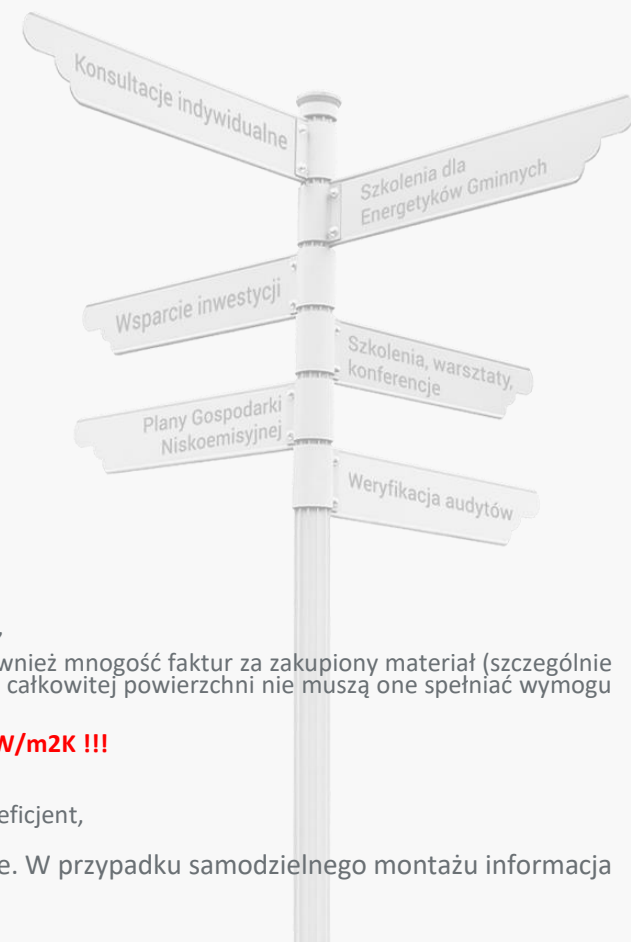 Konsultacje indywidualne
Szkolenia dla
Energetyków Gminnych
Wsparcie inwestycji
Szkolenia, warsztaty,
konferencje
Plany Gospodarki
Niskoemisyjnej
Weryfikacja audytów
,
wnież mnogość faktur za zakupiony materiał (szczególnie
całkowitej powierzchni nie muszą one spełniać wymogu
W/m2K !!!
eficjent,
e. W przypadku samodzielnego montażu informacja